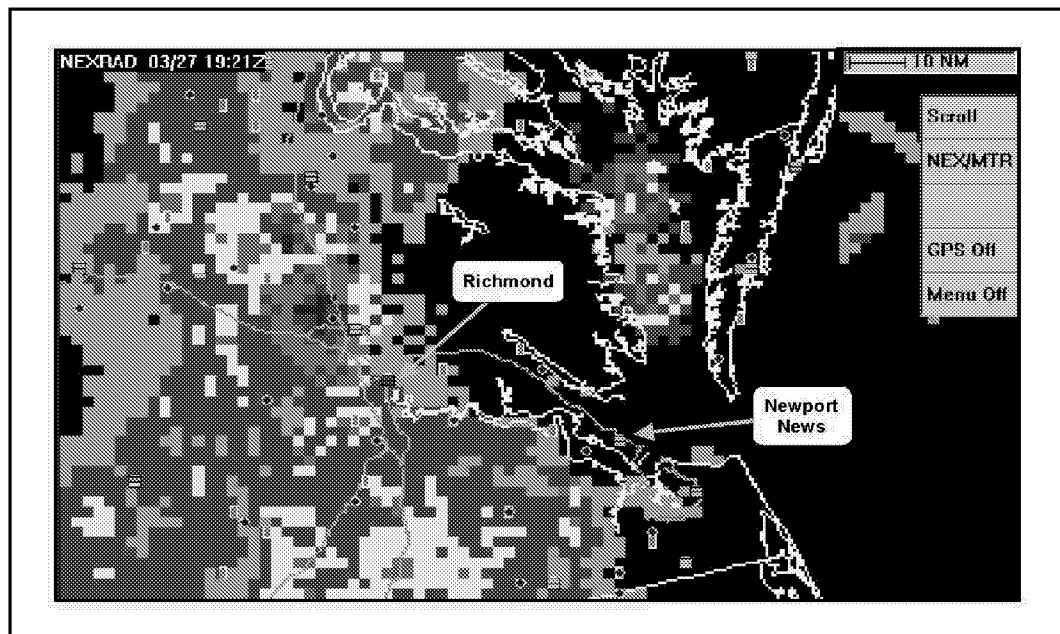 NEXRAD 03/27 19:21Z
10 NM
Scroll
NEX/MTR
GPS Off
Menu Off
Richmond
Newport
News